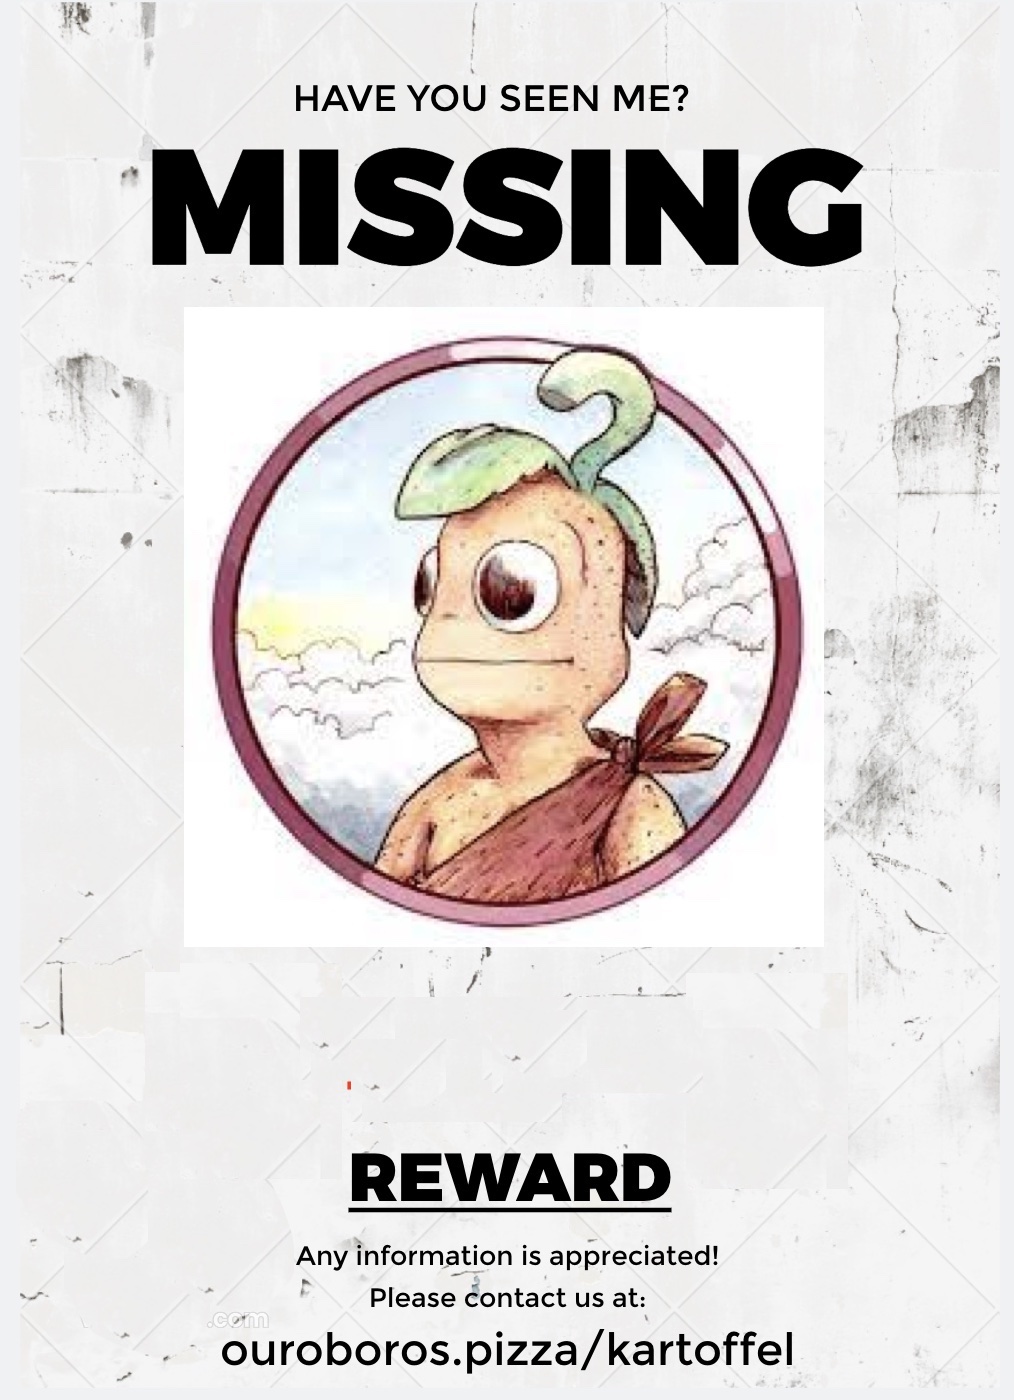 HAVE YOU SEEN ME?
MISSING
REWARD
Any information is appreciated!
Please contact us at:
.com
ouroboros.pizza/kartoffel